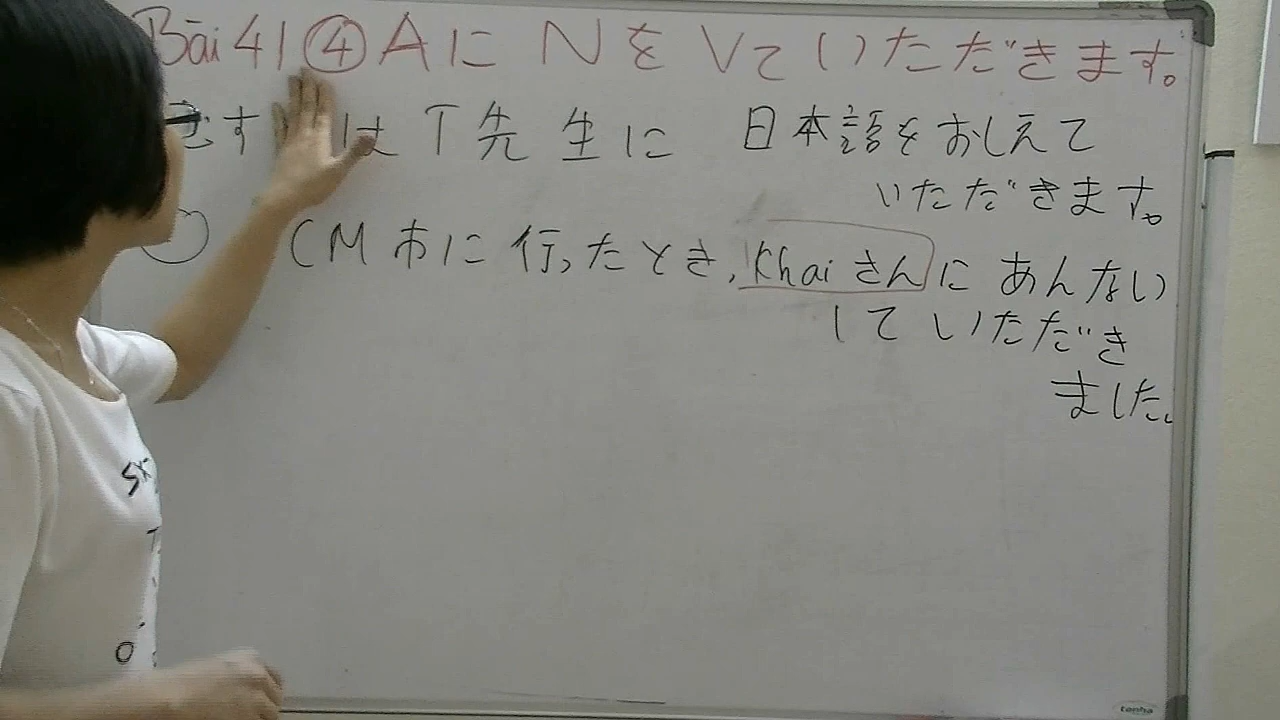 Bài 41 ④ AにNをVていただきます。
むす は T先生に 日本語をおしえて
いただきます。
CM市に行ったとき、Khaiさんにあんない
していただき
ました。